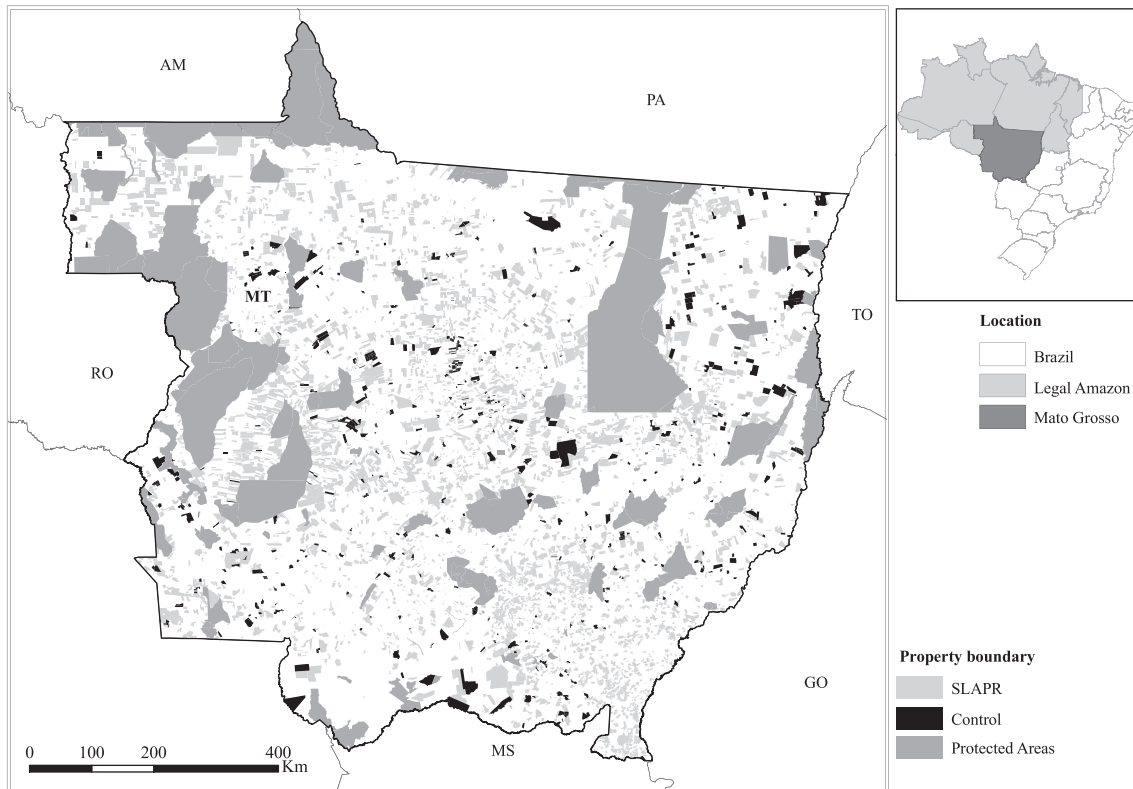 AM
PA
MT
RO
TO
GO
MS
0 100 200 400
Km
Location
Brazil
Legal Amazon
Mato Grosso
Property boundary
SLAPR
Control
Protected Areas